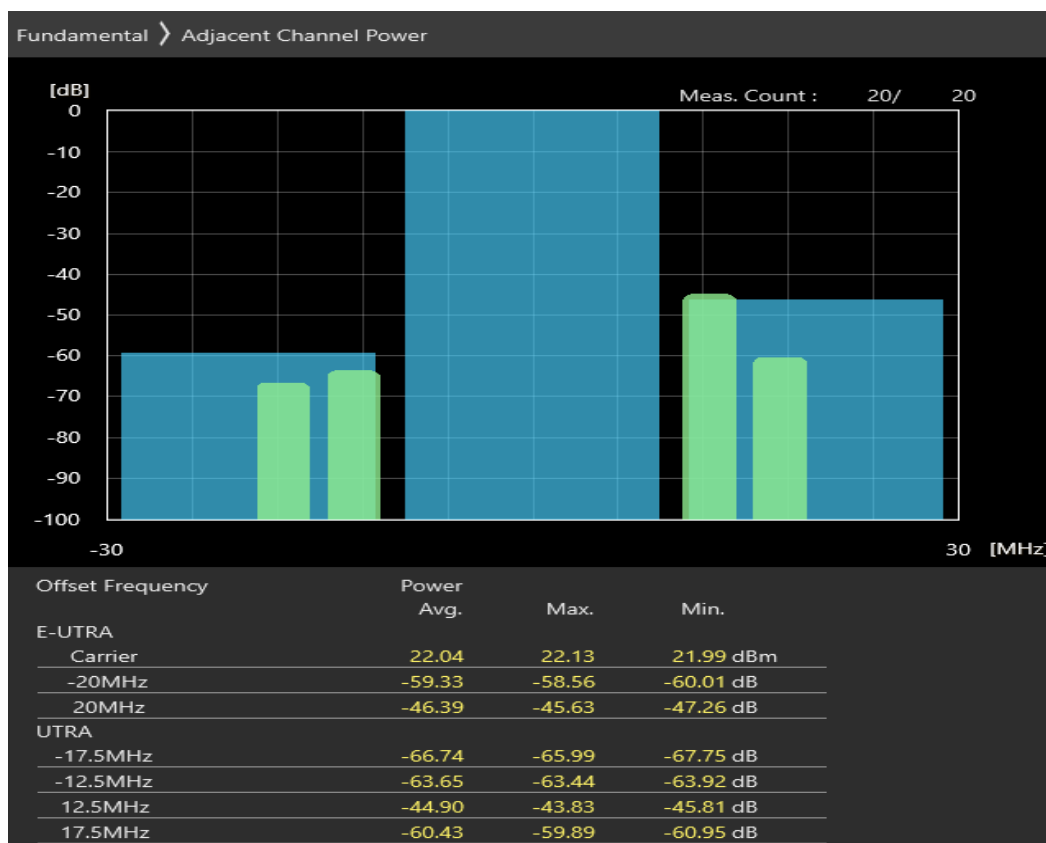 Fundamental 〉 Adjacent Channel Power
[dB] Meas. Count : 20/ 20
0
-10
-20
-30
-40
-50
-60
-70
-80
-90
-100
-30 30 [MHz]
Offset Frequency Power
Avg. Max. Min.
E-UTRA
Carrier 22.04 22.13 21.99 dBm
-20MHz -59.33 -58.56 -60.01 dB
20MHz -46.39 -45.63 -47.26 dB
UTRA
-17.5MHz -66.74 -65.99 -67.75 dB
-12.5MHz -63.65 -63.44 -63.92 dB
12.5MHz -44.90 -43.83 -45.81 dB
17.5MHz -60.43 -59.89 -60.95 dB